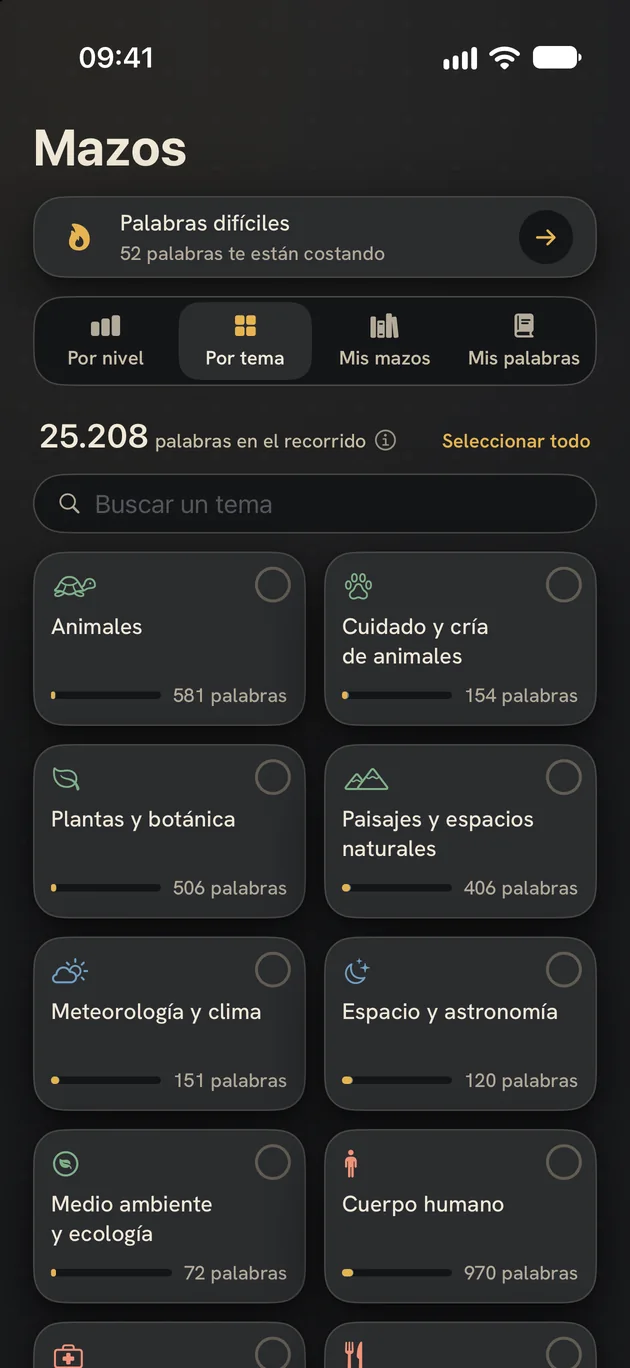 09:41
Mazos
Palabras difíciles
52 palabras te están costando
Por nivel
Por tema
Mis mazos
Mis palabras
25.208 palabras en el recorrido
Seleccionar todo
Buscar un tema
Animales
581 palabras
Cuidado y cría
de animales
154 palabras
Plantas y botánica
506 palabras
Paisajes y espacios
naturales
406 palabras
Meteorología y clima
151 palabras
Espacio y astronomía
120 palabras
Medio ambiente
y ecología
72 palabras
Cuerpo humano
970 palabras